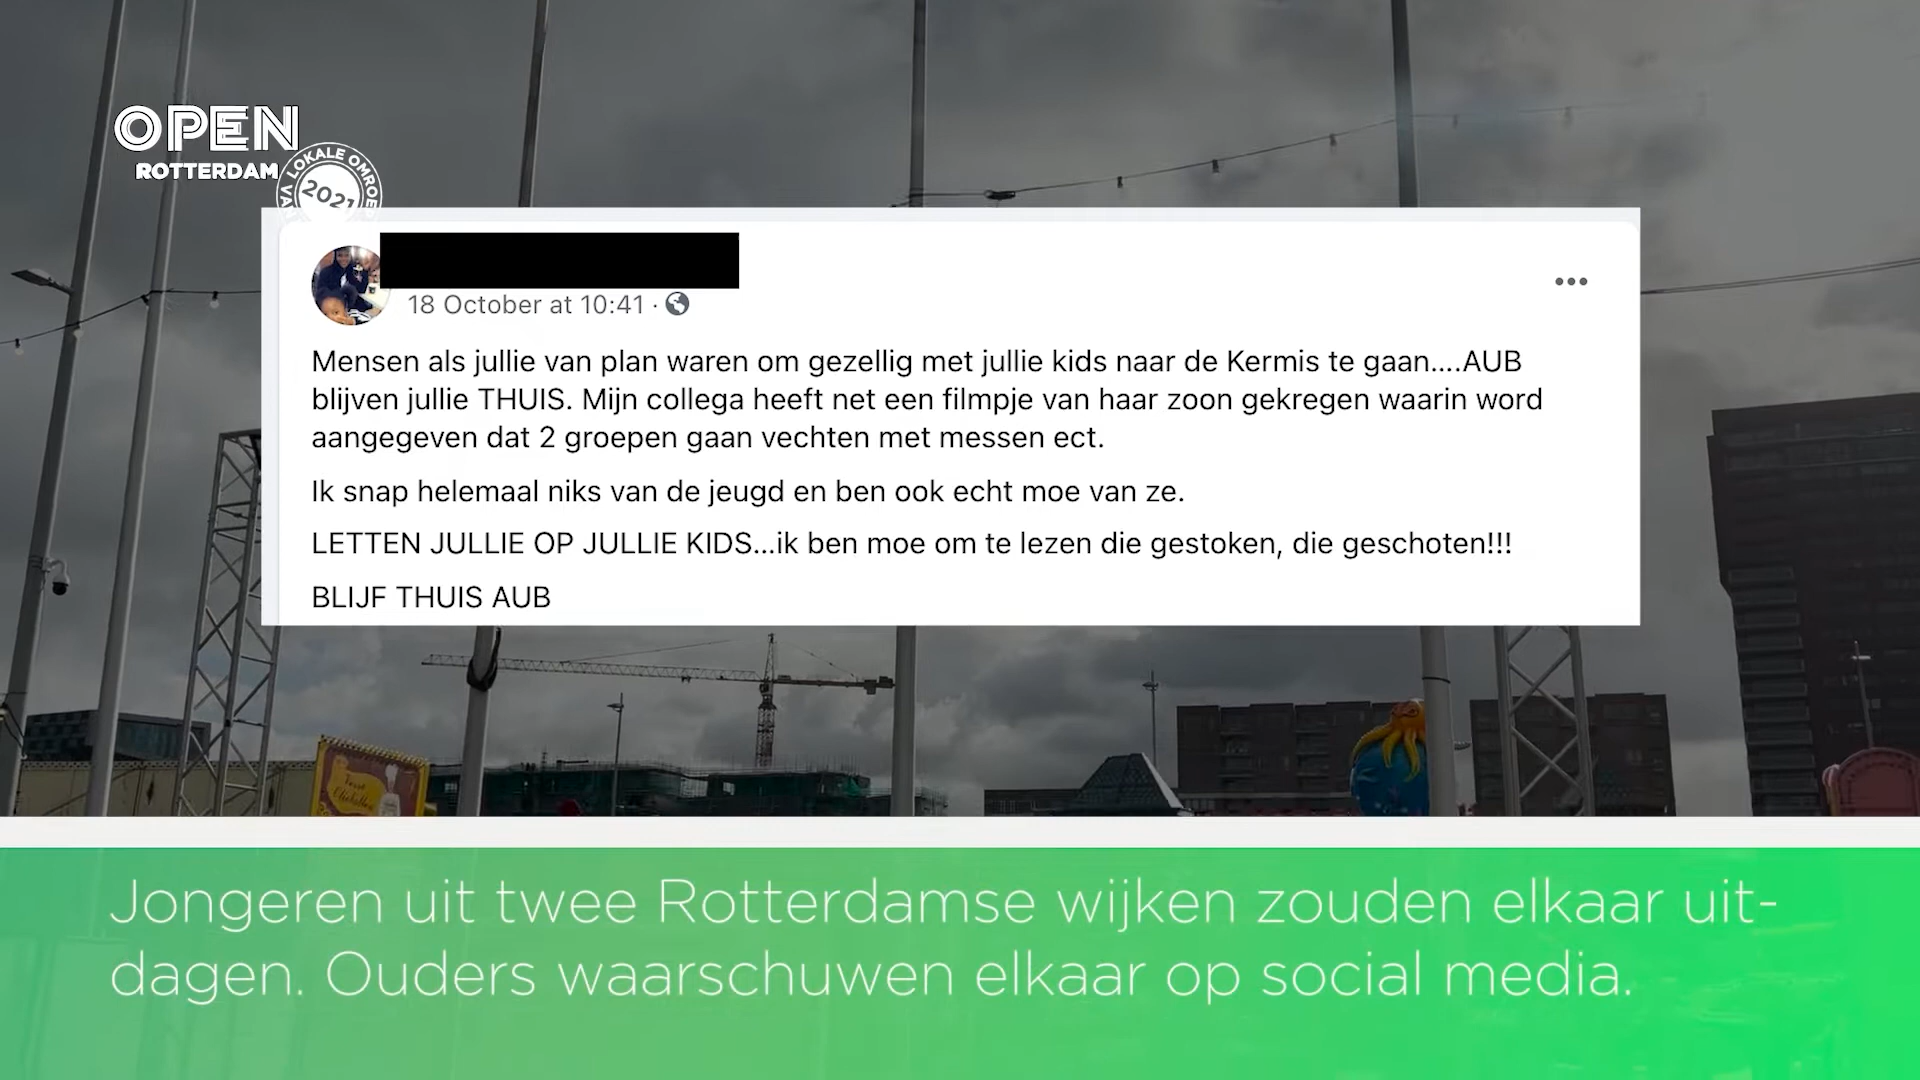 OPEN
ROTTERDAM
LOKALE OMROEP
2021
18 October at 10:41 ·
Mensen als jullie van plan waren om gezellig met jullie kids naar de Kermis te gaan....AUB
blijven jullie THUIS. Mijn collega heeft net een filmpje van haar zoon gekregen waarin word
aangegeven dat 2 groepen gaan vechten met messen ect.
Ik snap helemaal niks van de jeugd en ben ook echt moe van ze.
LETTEN JULLIE OP JULLIE KIDS...ik ben moe om te lezen die gestoken, die geschoten!!!
BLIJF THUIS AUB
Jongeren uit twee Rotterdamse wijken zouden elkaar uit-
dagen. Ouders waarschuwen elkaar op social media.